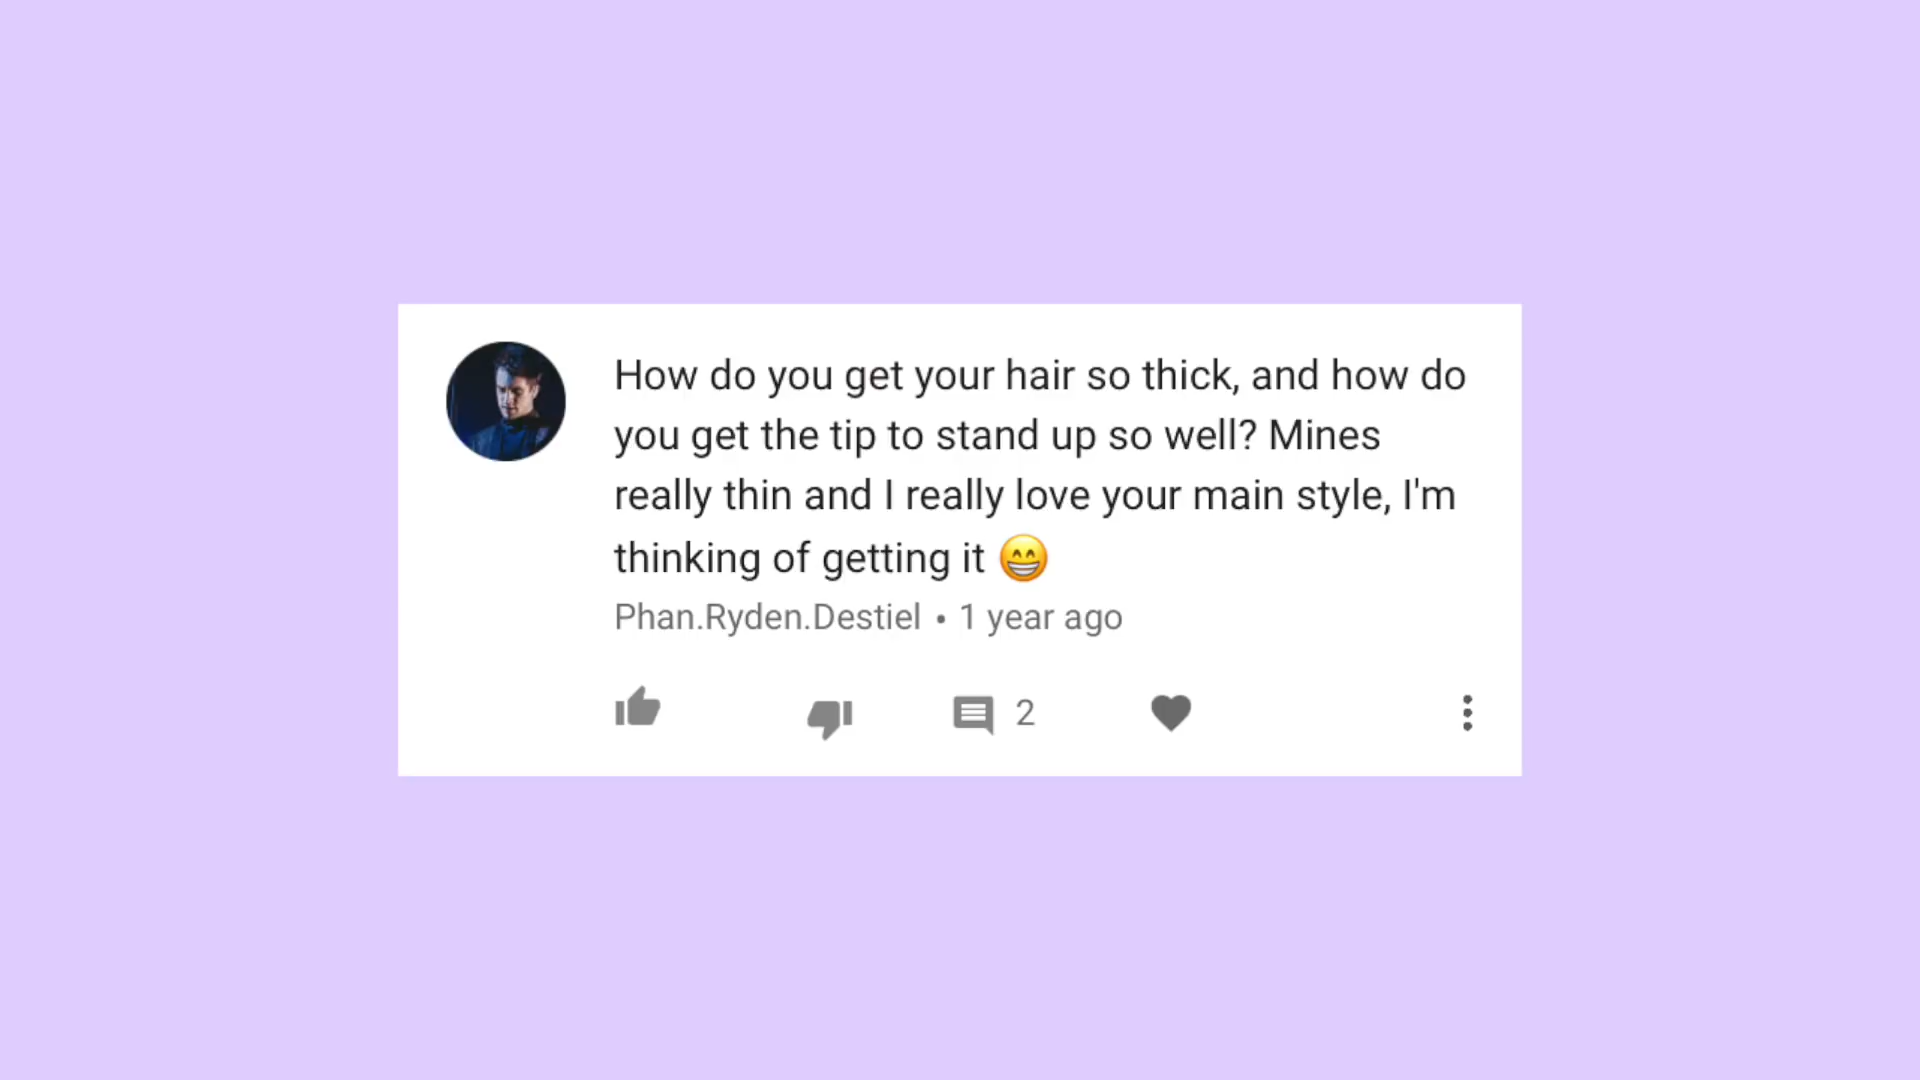 How do you get your hair so thick, and how do
you get the tip to stand up so well? Mines
really thin and I really love your main style, I'm
thinking of getting it 😁
Phan.Ryden.Destiel • 1 year ago
2